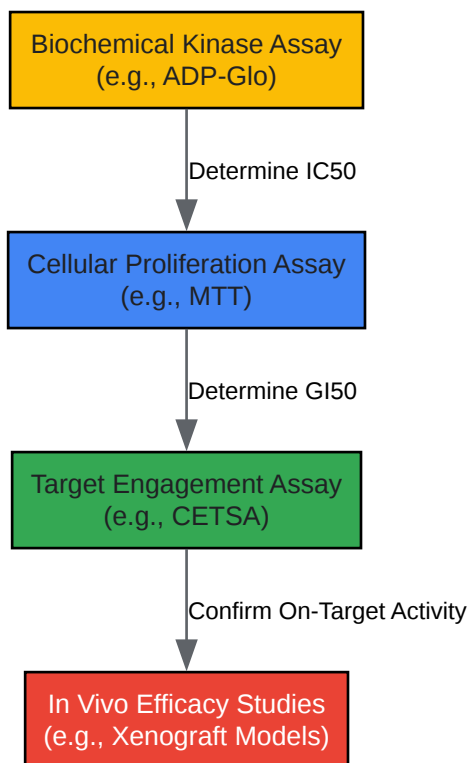 Biochemical Kinase Assay
(e.g., ADP-Glo)
Determine IC50
Cellular Proliferation Assay
(e.g., MTT)
Determine GI50
Target Engagement Assay
(e.g., CETSA)
Confirm On-Target Activity
In Vivo Efficacy Studies
(e.g., Xenograft Models)